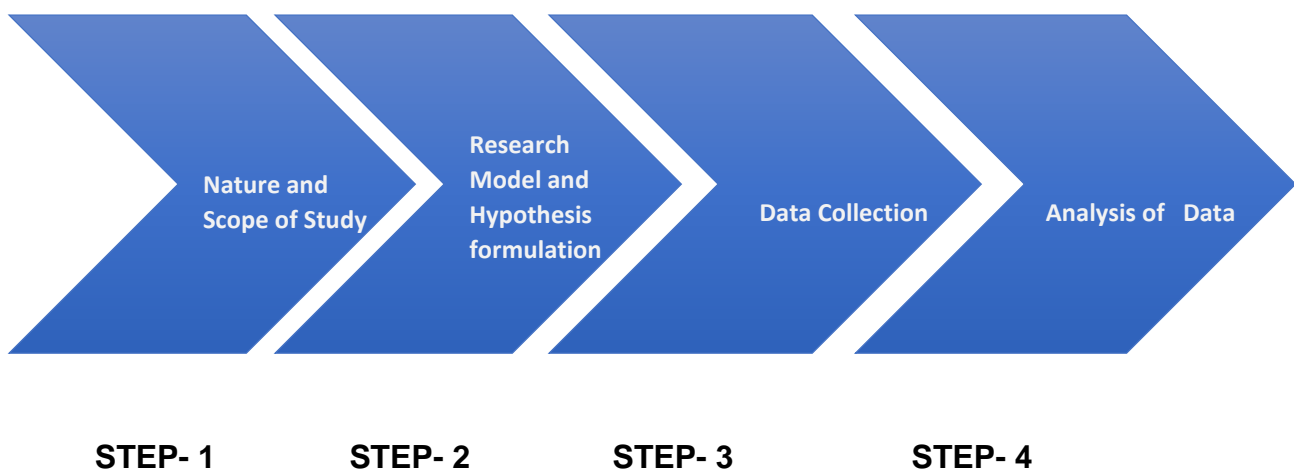 Nature and
Scope of Study
Research
Model and
Hypothesis
formulation
Data Collection
Analysis of  Data
STEP- 1
STEP- 2
STEP- 3
STEP- 4